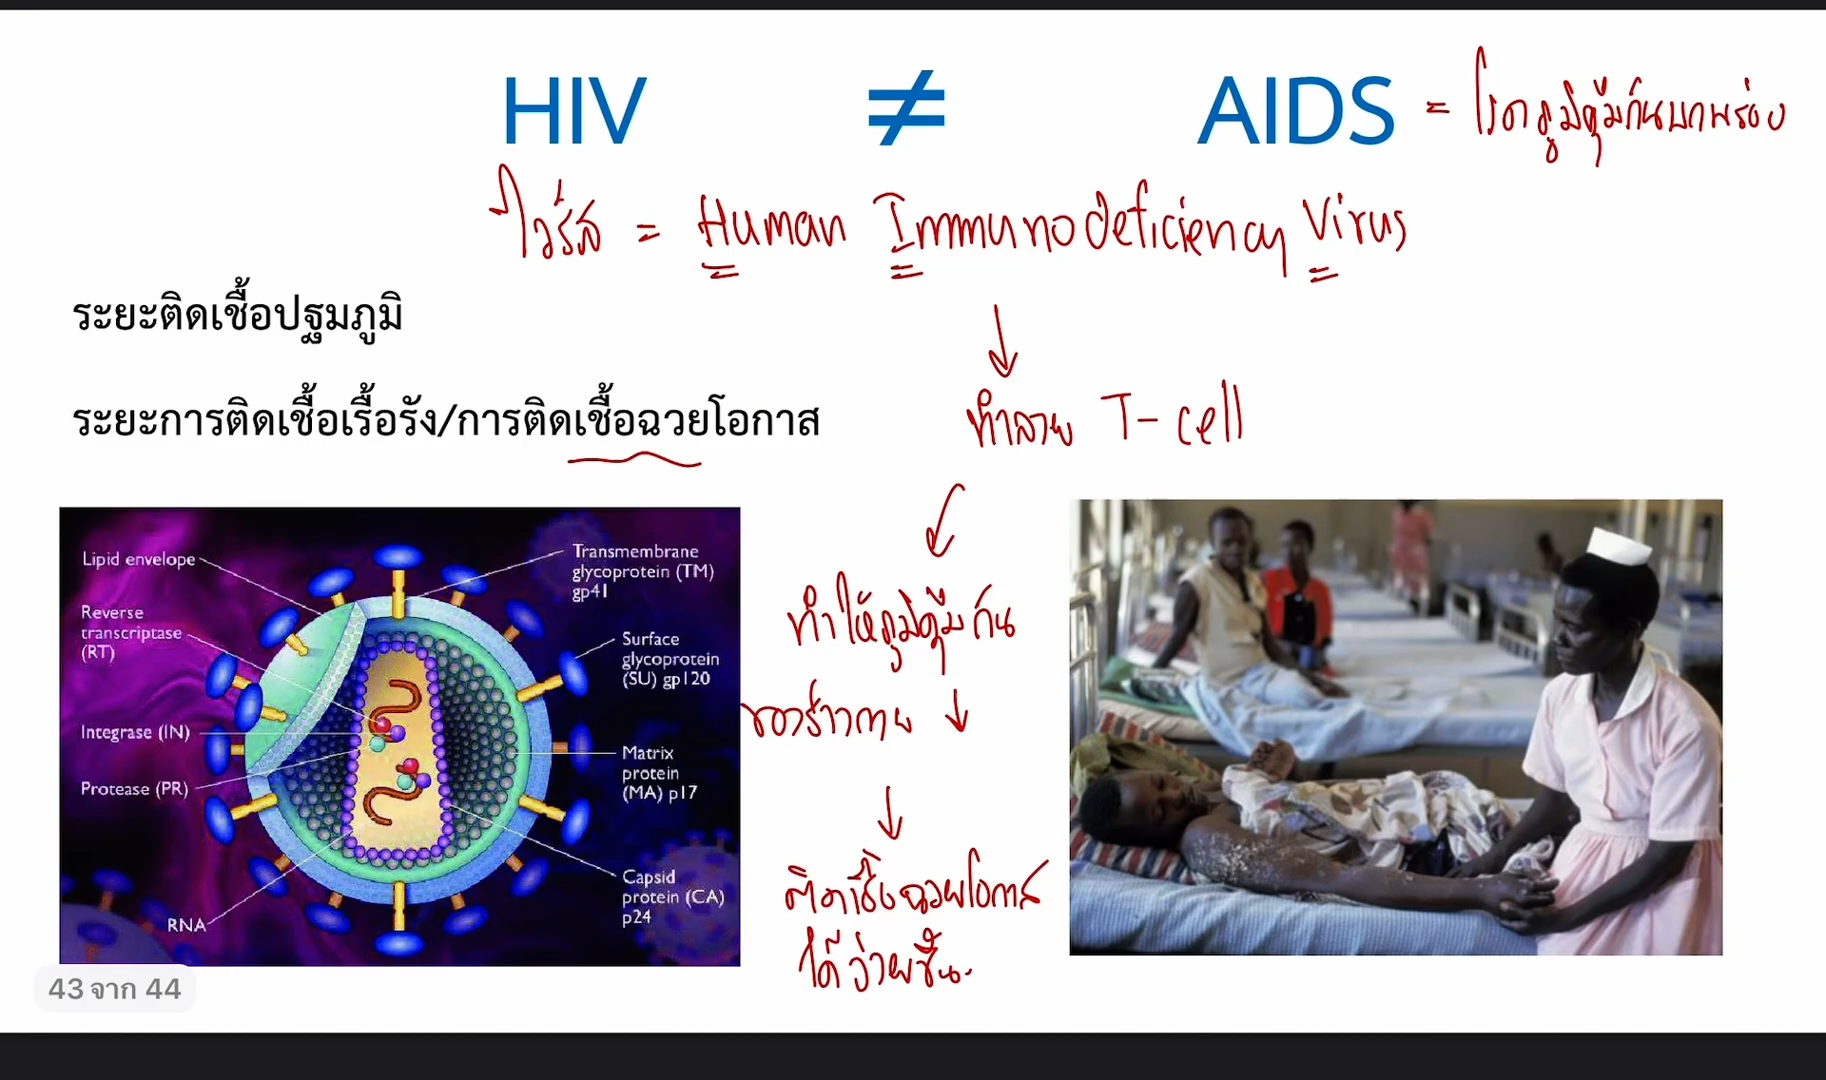 HIV ≠ AIDS = โรคภูมิคุ้มกันบกพร่อง
ไวรัส = Human Immunodeficiency Virus
ระยะติดเชื้อปฐมภูมิ
ระยะการติดเชื้อเรื้อรัง/การติดเชื้อฉวยโอกาส
↓
ทำลาย T-cell
↓
ทำให้ภูมิคุ้มกัน
ของร่างกาย ↓
↓
ติดเชื้อฉวยโอกาส
ได้ง่ายขึ้น.
Lipid envelope
Reverse
transcriptase
(RT)
Integrase (IN)
Protease (PR)
RNA
Transmembrane
glycoprotein (TM)
gp41
Surface
glycoprotein
(SU) gp120
Matrix
protein
(MA) p17
Capsid
protein (CA)
p24
43 จาก 44